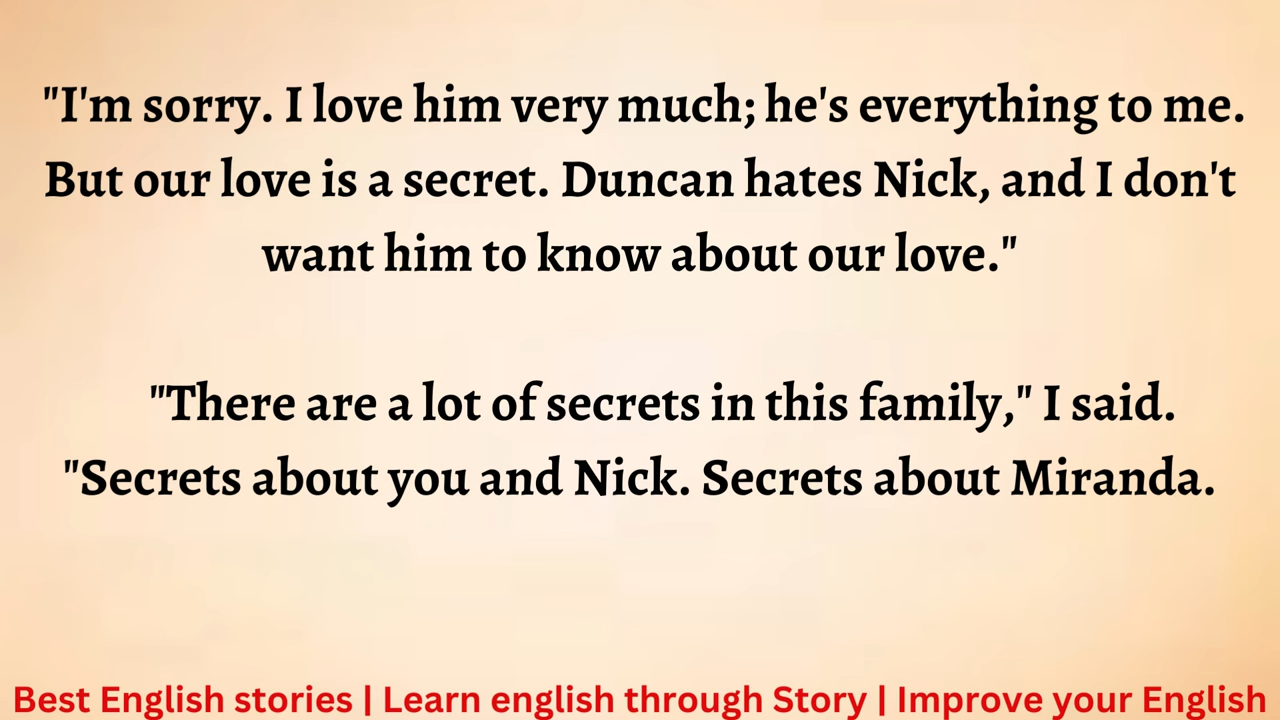 "I'm sorry. I love him very much; he's everything to me.
But our love is a secret. Duncan hates Nick, and I don't
want him to know about our love."
"There are a lot of secrets in this family," I said.
"Secrets about you and Nick. Secrets about Miranda.
Best English stories | Learn english through Story | Improve your English